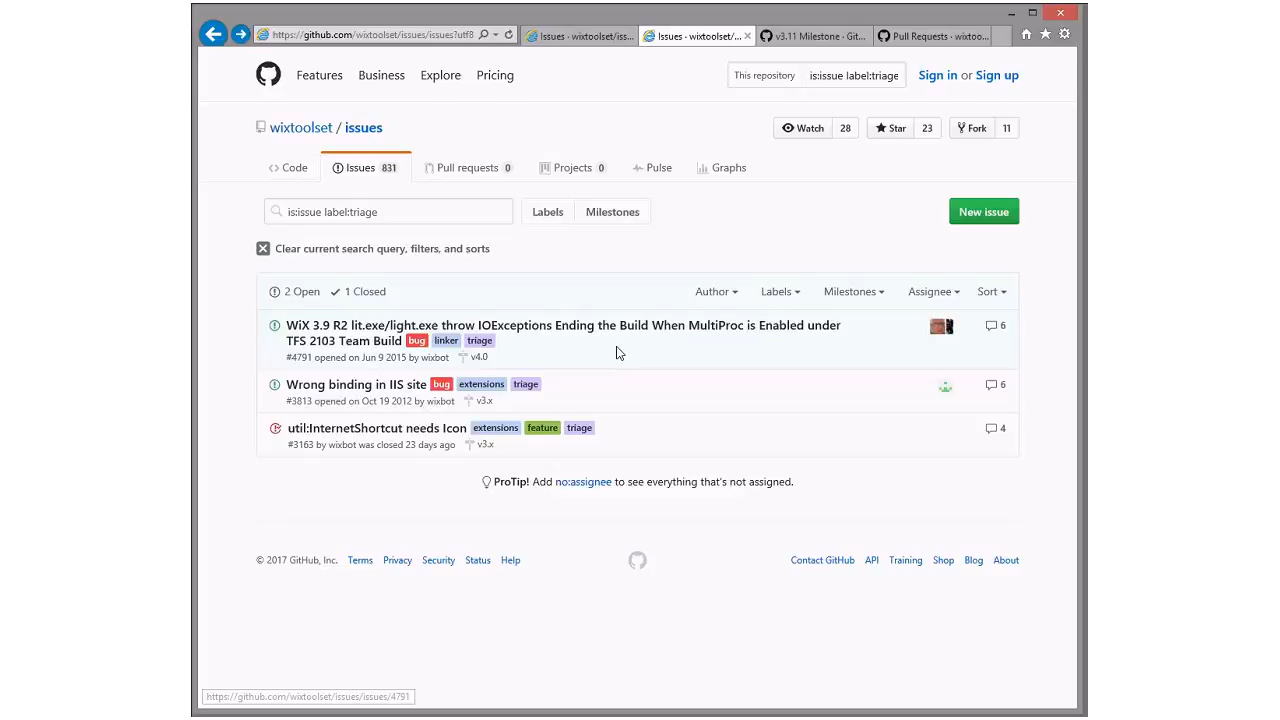 https://github.com/wixtoolset/issues/issues?utf8
Issues · wixtoolset/iss...
Issues · wixtoolset/...
v3.11 Milestone · Git...
Pull Requests · wixtoo...
Features Business Explore Pricing
This repository is:issue label:triage
Sign in or Sign up
wixtoolset / issues
Watch 28 Star 23 Fork 11
Code Issues 831 Pull requests 0 Projects 0 Pulse Graphs
is:issue label:triage Labels Milestones New issue
Clear current search query, filters, and sorts
2 Open 1 Closed Author Labels Milestones Assignee Sort
WiX 3.9 R2 lit.exe/light.exe throw IOExceptions Ending the Build When MultiProc is Enabled under 6
TFS 2103 Team Build bug linker triage
#4791 opened on Jun 9 2015 by wixbot v4.0
Wrong binding in IIS site bug extensions triage 6
#3813 opened on Oct 19 2012 by wixbot v3.x
util:InternetShortcut needs Icon extensions feature triage 4
#3163 by wixbot was closed 23 days ago v3.x
ProTip! Add no:assignee to see everything that's not assigned.
© 2017 GitHub, Inc. Terms Privacy Security Status Help Contact GitHub API Training Shop Blog About
https://github.com/wixtoolset/issues/issues/4791